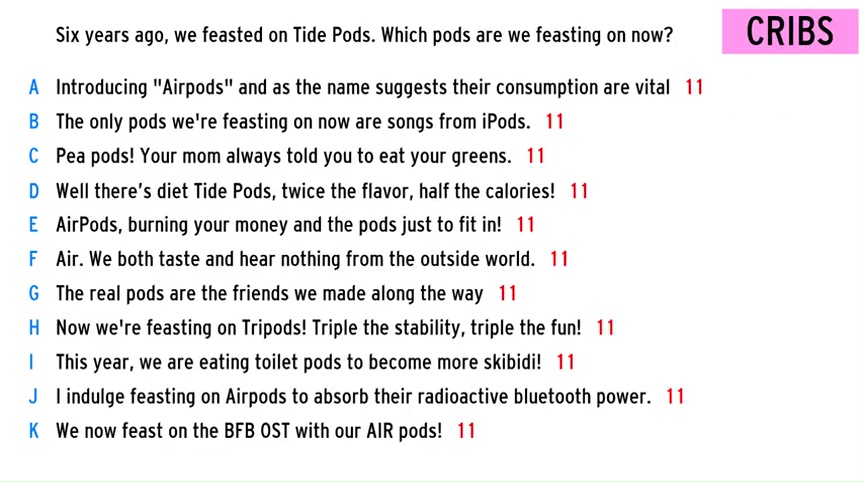 Six years ago, we feasted on Tide Pods. Which pods are we feasting on now?
CRIBS
A Introducing "Airpods" and as the name suggests their consumption are vital 11
B The only pods we're feasting on now are songs from iPods. 11
C Pea pods! Your mom always told you to eat your greens. 11
D Well there's diet Tide Pods, twice the flavor, half the calories! 11
E AirPods, burning your money and the pods just to fit in! 11
F Air. We both taste and hear nothing from the outside world. 11
G The real pods are the friends we made along the way 11
H Now we're feasting on Tripods! Triple the stability, triple the fun! 11
I This year, we are eating toilet pods to become more skibidi! 11
J I indulge feasting on Airpods to absorb their radioactive bluetooth power. 11
K We now feast on the BFB OST with our AIR pods! 11